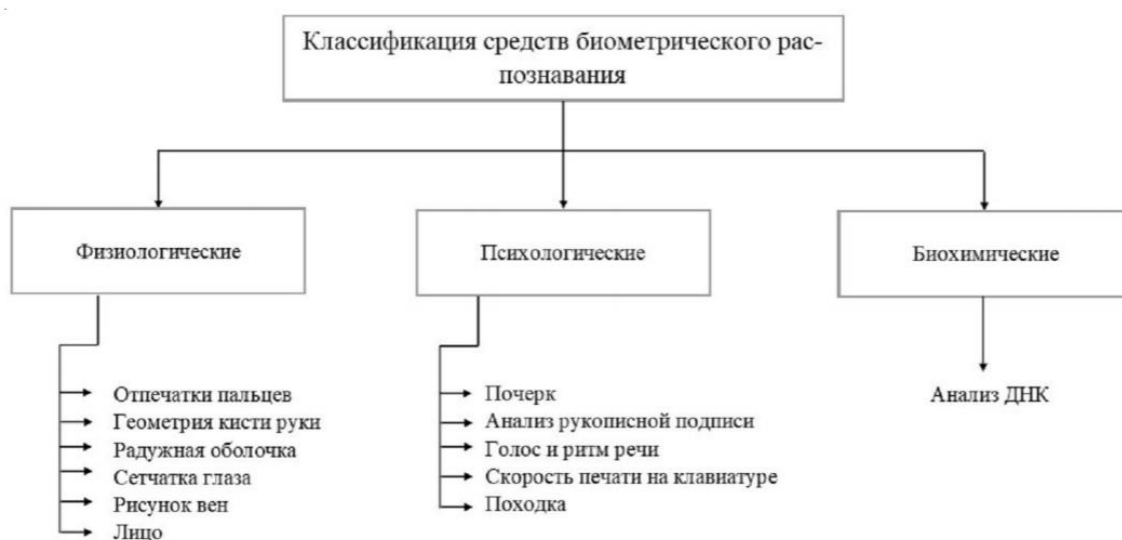 Классификация средств биометрического рас-
познавания
Физиологические
Психологические
Биохимические
Отпечатки пальцев
Геометрия кисти руки
Радужная оболочка
Сетчатка глаза
Рисунок вен
Лицо
Почерк
Анализ рукописной подписи
Голос и ритм речи
Скорость печати на клавиатуре
Походка
Анализ ДНК